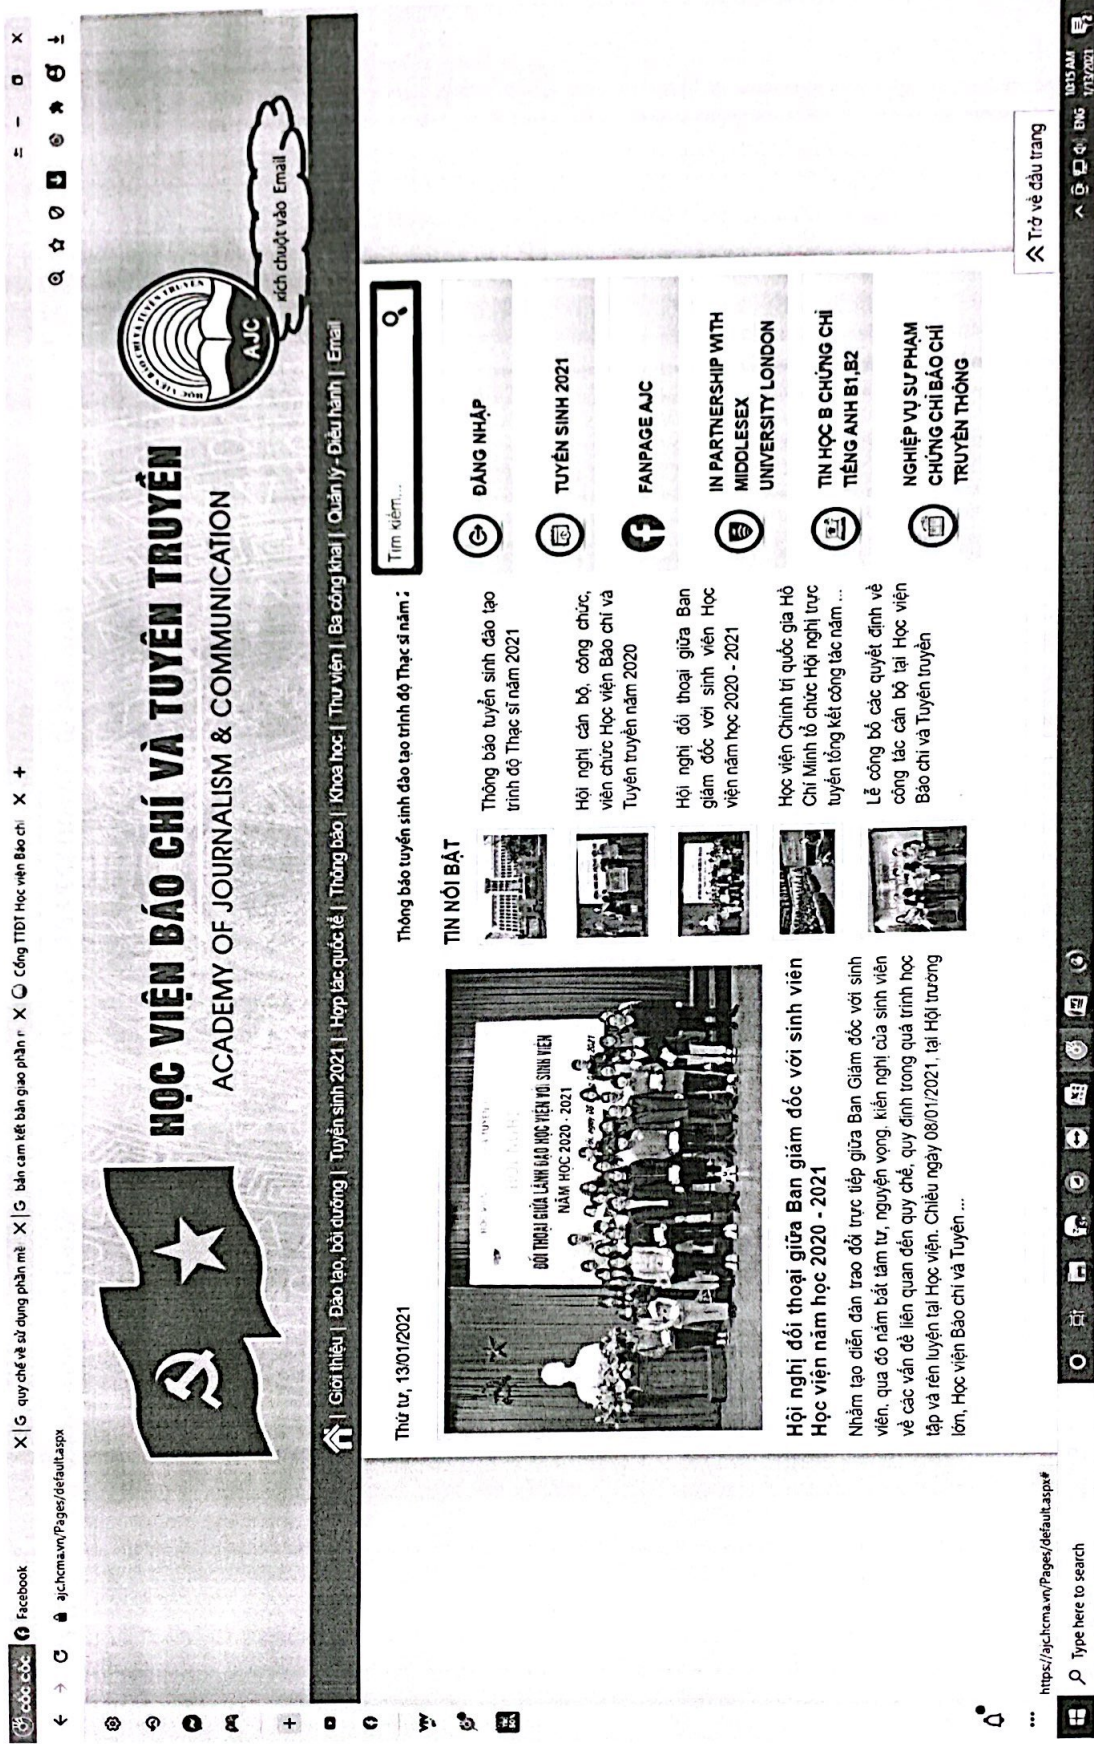 cốc cốc
Facebook
quy chế về sử dụng phần mề
bản cam kết bàn giao phần r
Cổng TTĐT Học viện Báo chí
ajc.hcma.vn/Pages/default.aspx
HỌC VIỆN BÁO CHÍ VÀ TUYÊN TRUYỀN
ACADEMY OF JOURNALISM & COMMUNICATION
HỌC VIỆN BÁO CHÍ VÀ TUYÊN TRUYỀN
AJC
kích chuột vào Email
| Giới thiệu | Đào tạo, bồi dưỡng | Tuyển sinh 2021 | Hợp tác quốc tế | Thông báo | Khoa học | Thư viện | Ba công khai | Quản lý - Điều hành | Email
Thứ tư, 13/01/2021
Thông báo tuyển sinh đào tạo trình độ Thạc sĩ năm 2
Tìm kiếm...
ĐỐI THOẠI GIỮA LÃNH ĐẠO HỌC VIỆN VỚI SINH VIÊN
NĂM HỌC 2020 - 2021
Hội nghị đối thoại giữa Ban giám đốc với sinh viên
Học viện năm học 2020 - 2021
Nhằm tạo diễn đàn trao đổi trực tiếp giữa Ban Giám đốc với sinh
viên, qua đó nắm bắt tâm tư, nguyện vọng, kiến nghị của sinh viên
về các vấn đề liên quan đến quy chế, quy định trong quá trình học
tập và rèn luyện tại Học viện. Chiều ngày 08/01/2021, tại Hội trường
lớn, Học viện Báo chí và Tuyên ...
TIN NỔI BẬT
Thông báo tuyển sinh đào tạo
trình độ Thạc sĩ năm 2021
Hội nghị cán bộ, công chức,
viên chức Học viện Báo chí và
Tuyên truyền năm 2020
Hội nghị đối thoại giữa Ban
giám đốc với sinh viên Học
viện năm học 2020 - 2021
Học viện Chính trị quốc gia Hồ
Chí Minh tổ chức Hội nghị trực
tuyến tổng kết công tác năm...
Lễ công bố các quyết định về
công tác cán bộ tại Học viện
Báo chí và Tuyên truyền
ĐĂNG NHẬP
TUYỂN SINH 2021
FANPAGE AJC
IN PARTNERSHIP WITH
MIDDLESEX
UNIVERSITY LONDON
TIN HỌC B CHỨNG CHỈ
TIẾNG ANH B1,B2
NGHIỆP VỤ SƯ PHẠM
CHỨNG CHỈ BÁO CHÍ
TRUYỀN THÔNG
Trở về đầu trang
https://ajc.hcma.vn/Pages/default.aspx#
Type here to search
ENG
10:15 AM
1/13/2021